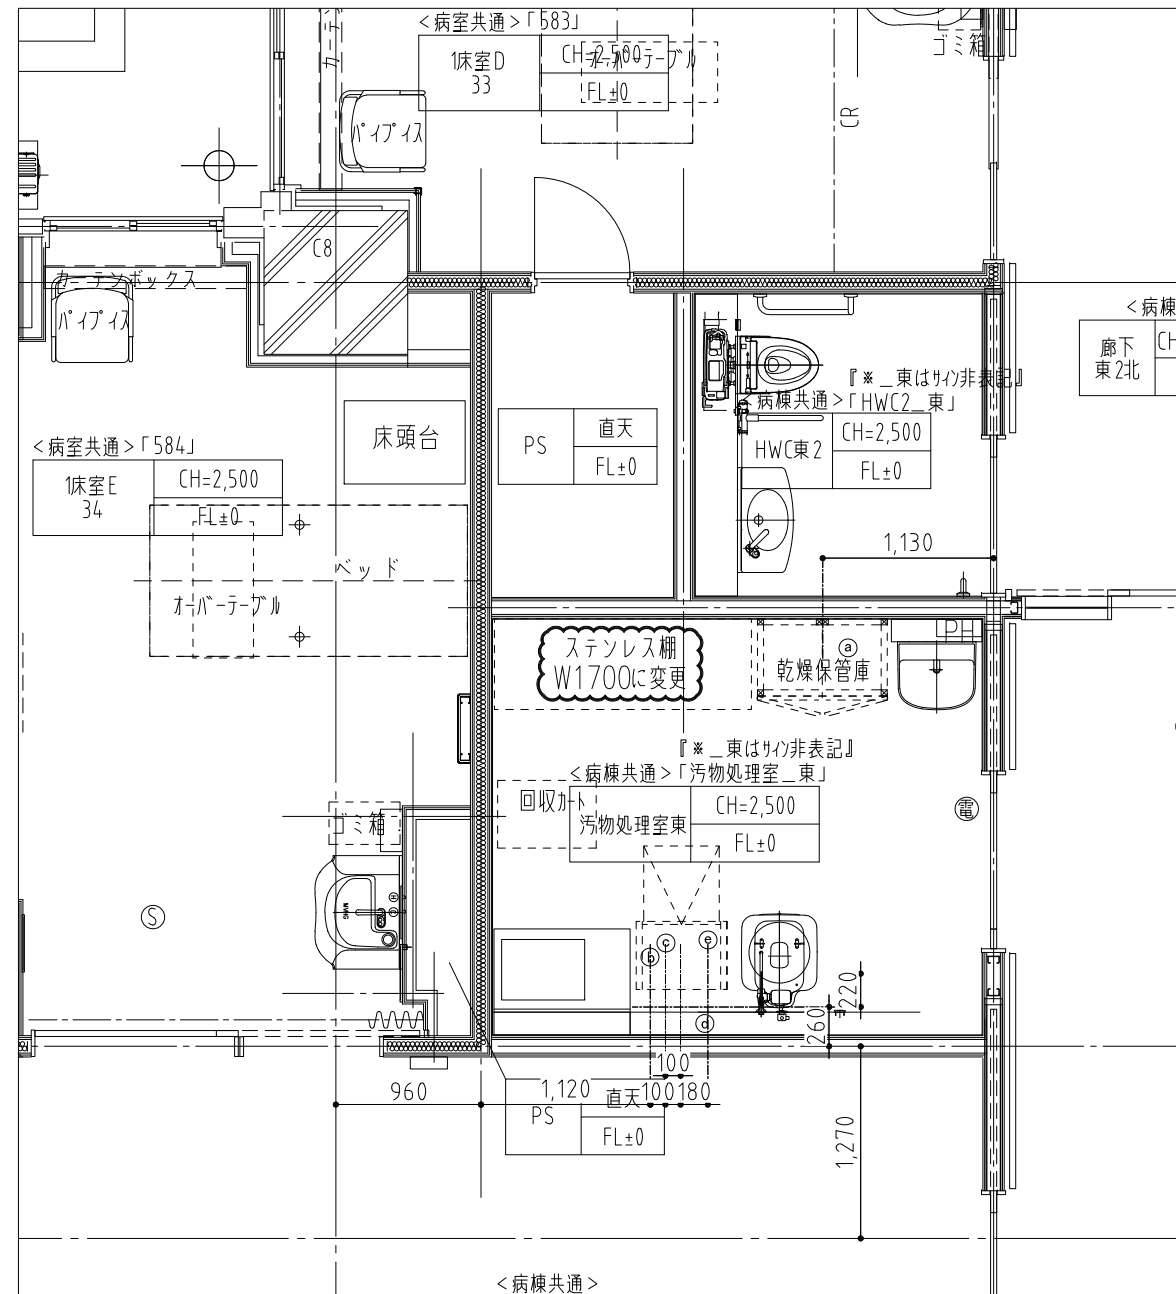 <病室共通>「583」
1床室D
33
CH=2,500
FL±0
オーバーテーブル
ゴミ箱
CR
パイプイス
C8
カーテンボックス
パイプイス
<病棟
廊下
東2北
CH
『※_東はサイン非表記』
<病棟共通>「HWC2_東」
HWC東2
CH=2,500
FL±0
床頭台
PS
直天
FL±0
<病室共通>「584」
1床室E
34
CH=2,500
FL±0
ベッド
オーバーテーブル
1,130
ステンレス棚
W1700に変更
a
乾燥保管庫
PH
『※_東はサイン非表記』
<病棟共通>「汚物処理室_東」
回収カート
汚物処理室東
CH=2,500
FL±0
電
ゴミ箱
S
b
c
e
d
220
260
100
960
1,120
100
180
PS
直天
FL±0
1,270
<病棟共通>